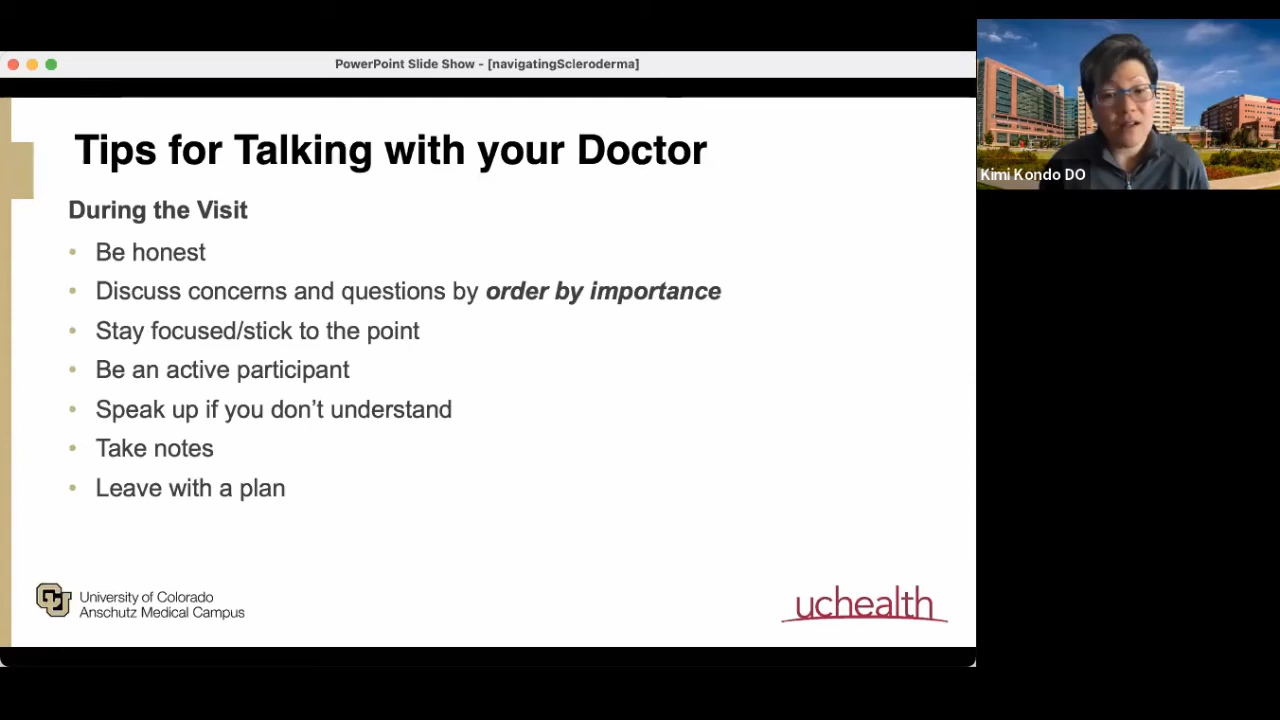 PowerPoint Slide Show - [navigatingScleroderma]
Tips for Talking with your Doctor
During the Visit
• Be honest
• Discuss concerns and questions by order by importance
• Stay focused/stick to the point
• Be an active participant
• Speak up if you don’t understand
• Take notes
• Leave with a plan
CU
University of Colorado
Anschutz Medical Campus
uchealth
Kimi Kondo DO